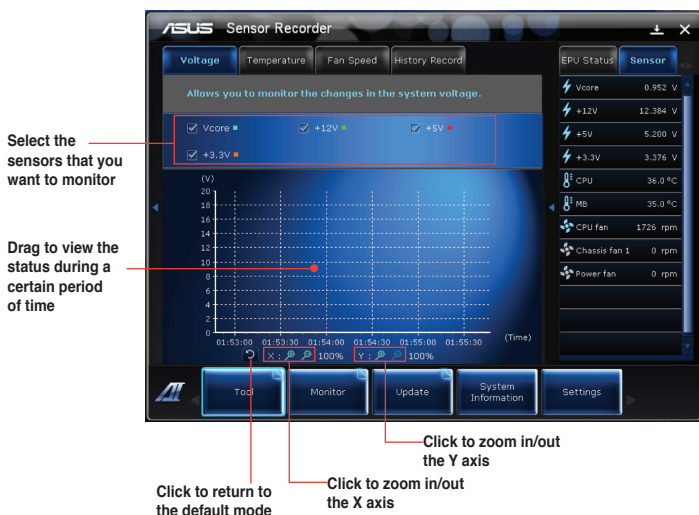 ASUS Sensor Recorder
Voltage Temperature Fan Speed History Record
Allows you to monitor the changes in the system voltage.
Vcore +12V +5V
+3.3V
(V)
20
18
16
14
12
10
8
6
4
2
0
01:53:00 01:53:30 01:54:00 01:54:30 01:55:00 01:55:30 (Time)
X : 100% Y : 100%
EPU Status Sensor
Vcore 0.952 V
+12V 12.384 V
+5V 5.200 V
+3.3V 3.376 V
CPU 36.0 °C
MB 35.0 °C
CPU fan 1726 rpm
Chassis fan 1 0 rpm
Power fan 0 rpm
AI
Tool
Monitor
Update
System
Information
Settings
Select the
sensors that you
want to monitor
Drag to view the
status during a
certain period
of time
Click to zoom in/out
the Y axis
Click to zoom in/out
the X axis
Click to return to
the default mode